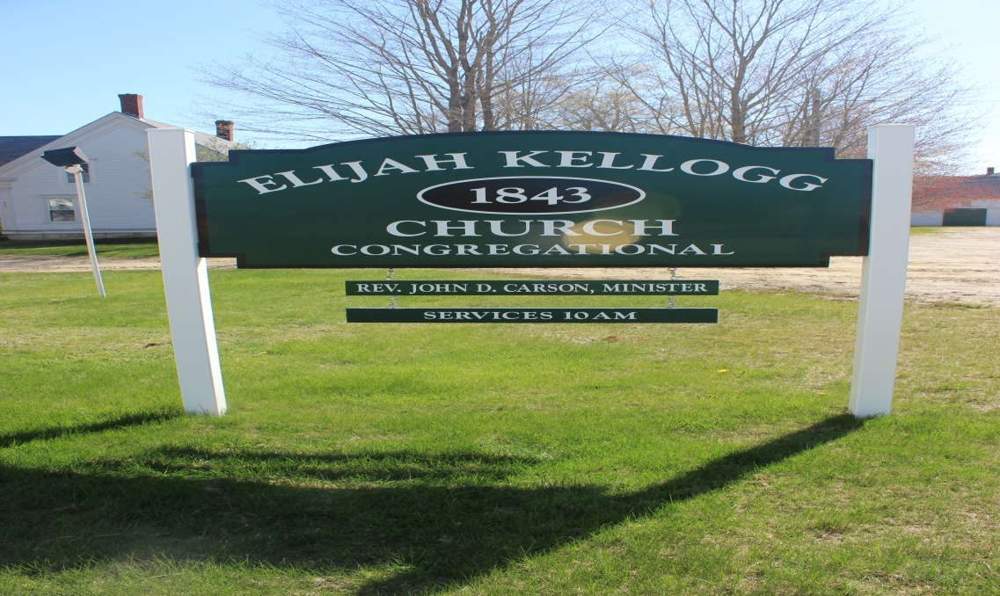 ELIJAH KELLOGG
1843
CHURCH
CONGREGATIONAL
REV. JOHN D. CARSON, MINISTER
SERVICES 10 AM